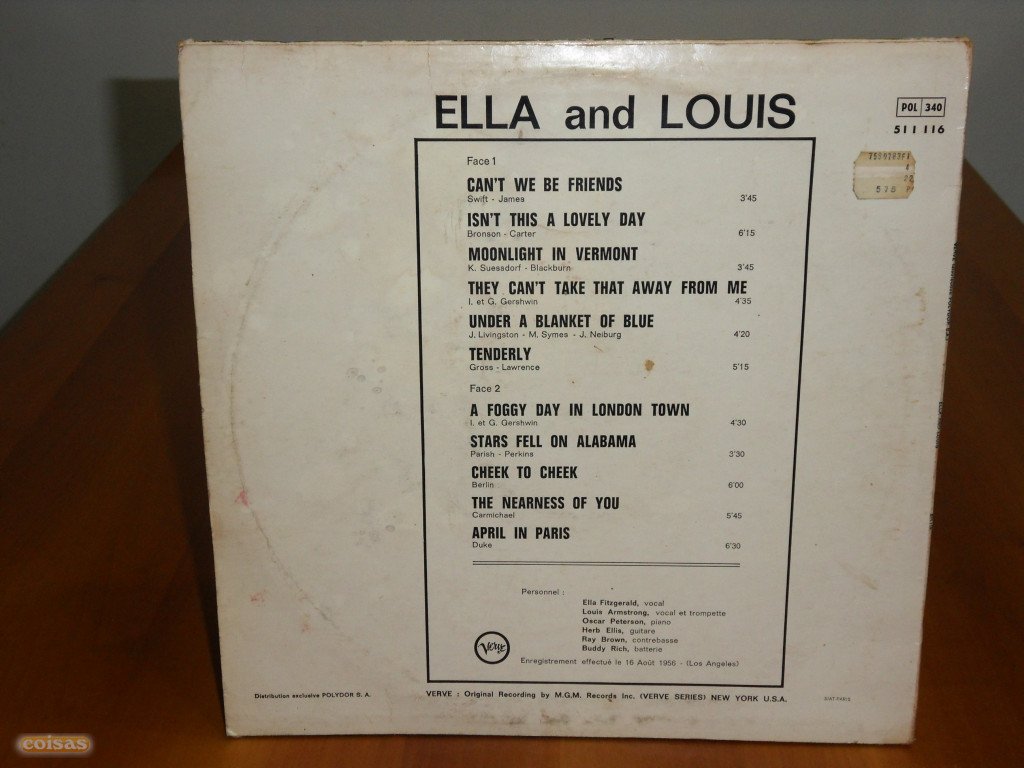 ELLA and LOUIS
POL 340
511 116
Face 1
CAN'T WE BE FRIENDS
Swift - James 3'45
ISN'T THIS A LOVELY DAY
Bronson - Carter 6'15
MOONLIGHT IN VERMONT
K. Suessdorf - Blackburn 3'45
THEY CAN'T TAKE THAT AWAY FROM ME
I. et G. Gershwin 4'35
UNDER A BLANKET OF BLUE
J. Livingston - M. Symes - J. Neiburg 4'20
TENDERLY
Gross - Lawrence 5'15
Face 2
A FOGGY DAY IN LONDON TOWN
I. et G. Gershwin 4'30
STARS FELL ON ALABAMA
Parish - Perkins 3'30
CHEEK TO CHEEK
Berlin 6'00
THE NEARNESS OF YOU
Carmichael 5'45
APRIL IN PARIS
Duke 6'30
Personnel :
Ella Fitzgerald, vocal
Louis Armstrong, vocal et trompette
Oscar Peterson, piano
Herb Ellis, guitare
Ray Brown, contrebasse
Buddy Rich, batterie
Verve
Enregistrement effectué le 16 Août 1956 - (Los Angeles)
Distribution exclusive POLYDOR S. A.
VERVE : Original Recording by M.G.M. Records Inc. (VERVE SERIES) NEW YORK U.S.A.
coisas